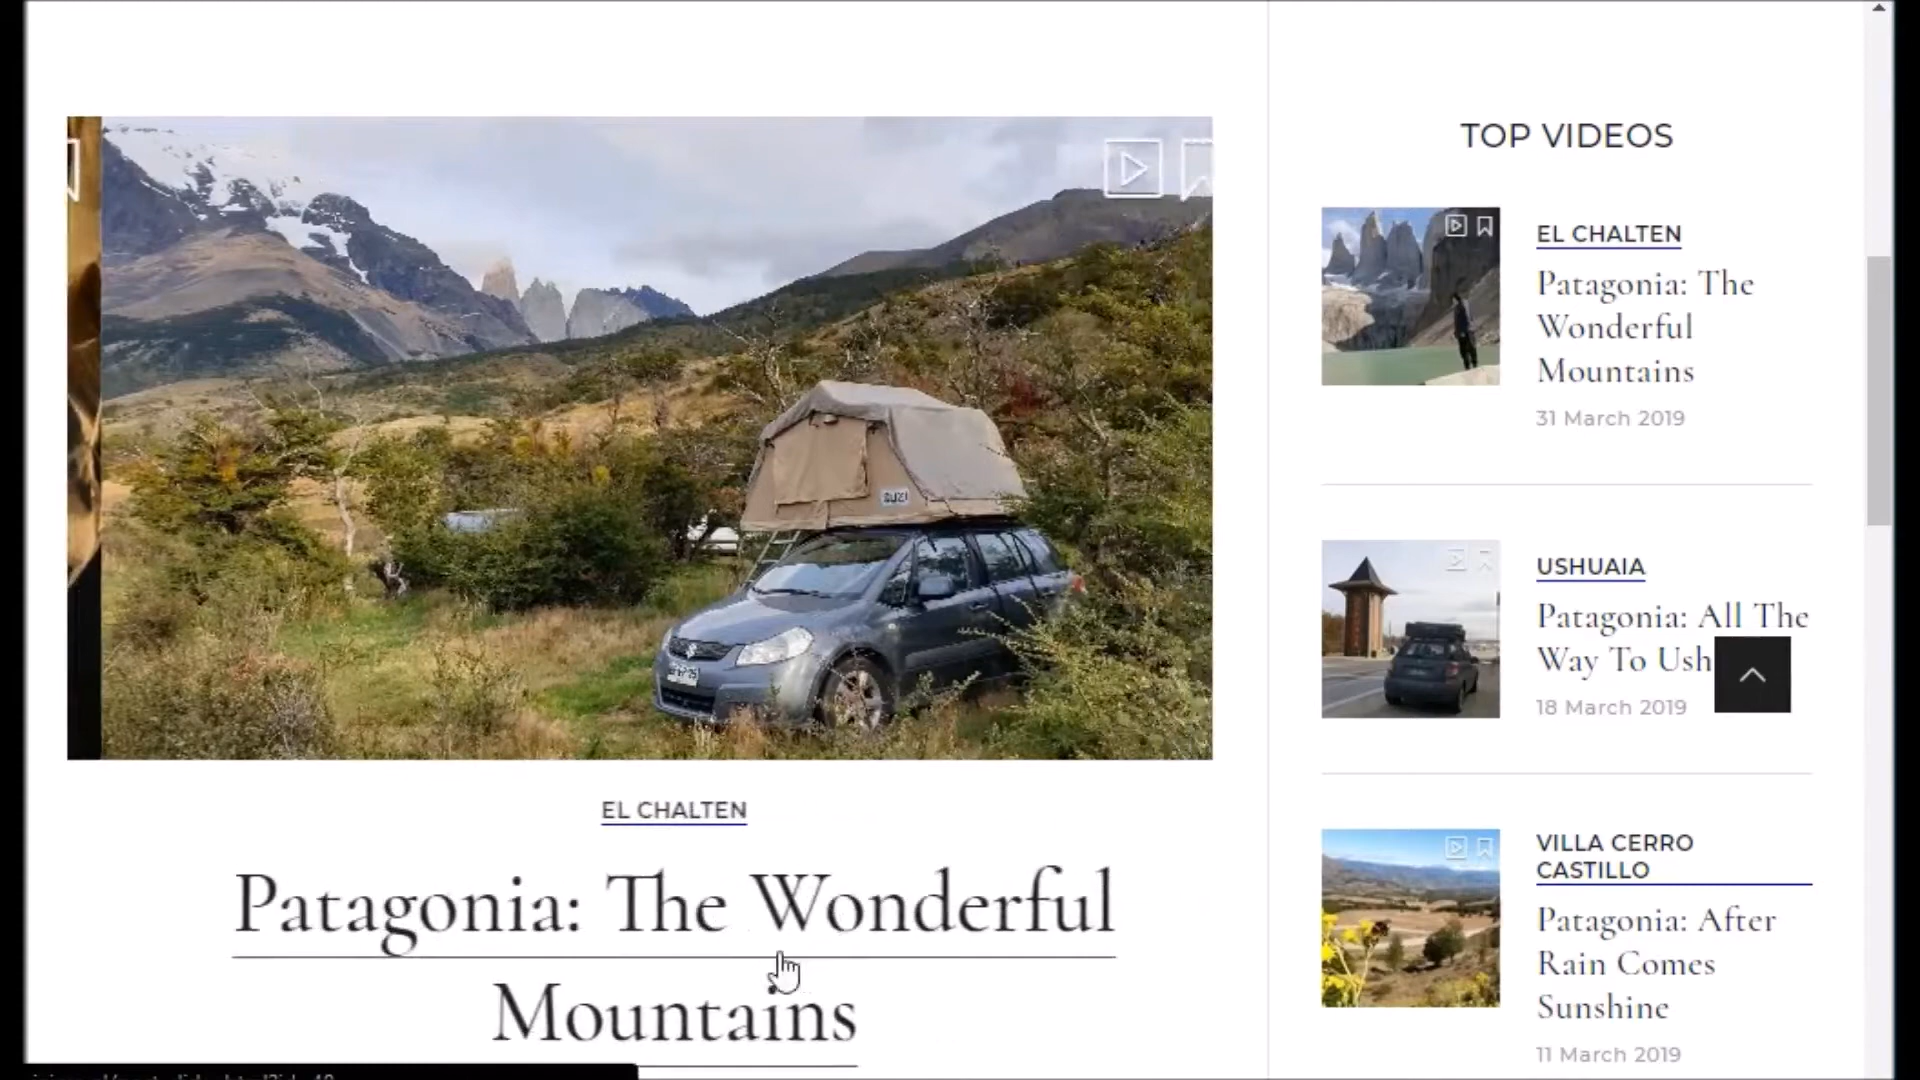 EL CHALTEN
Patagonia: The Wonderful
Mountains
TOP VIDEOS
EL CHALTEN
Patagonia: The
Wonderful
Mountains
31 March 2019
USHUAIA
Patagonia: All The
Way To
18 March 2019
VILLA CERRO
CASTILLO
Patagonia: After
Rain Comes
Sunshine
11 March 2019